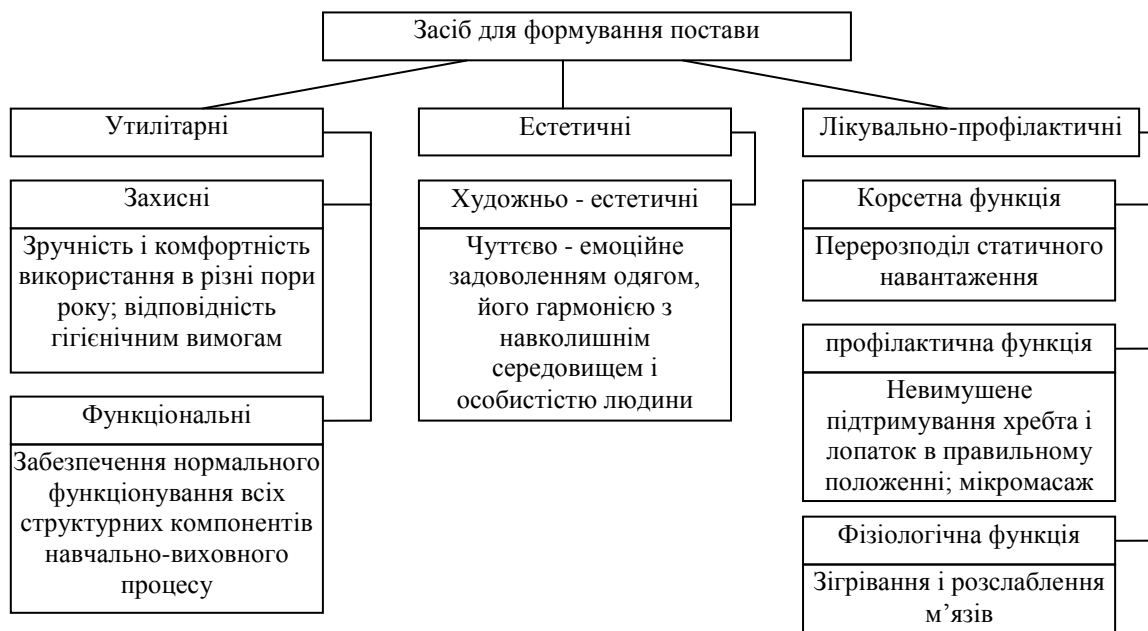 Засіб для формування постави
Утилітарні
Захисні
Зручність і комфортність
використання в різні пори
року; відповідність
гігієнічним вимогам
Функціональні
Забезпечення нормального
функціонування всіх
структурних компонентів
навчально-виховного
процесу
Естетичні
Художньо - естетичні
Чуттєво - емоційне
задоволенням одягом,
його гармонією з
навколишнім
середовищем і
особистістю людини
Лікувально-профілактичні
Корсетна функція
Перерозподіл статичного
навантаження
профілактична функція
Невимушене
підтримування хребта і
лопаток в правильному
положенні; мікромасаж
Фізіологічна функція
Зігрівання і розслаблення
м’язів